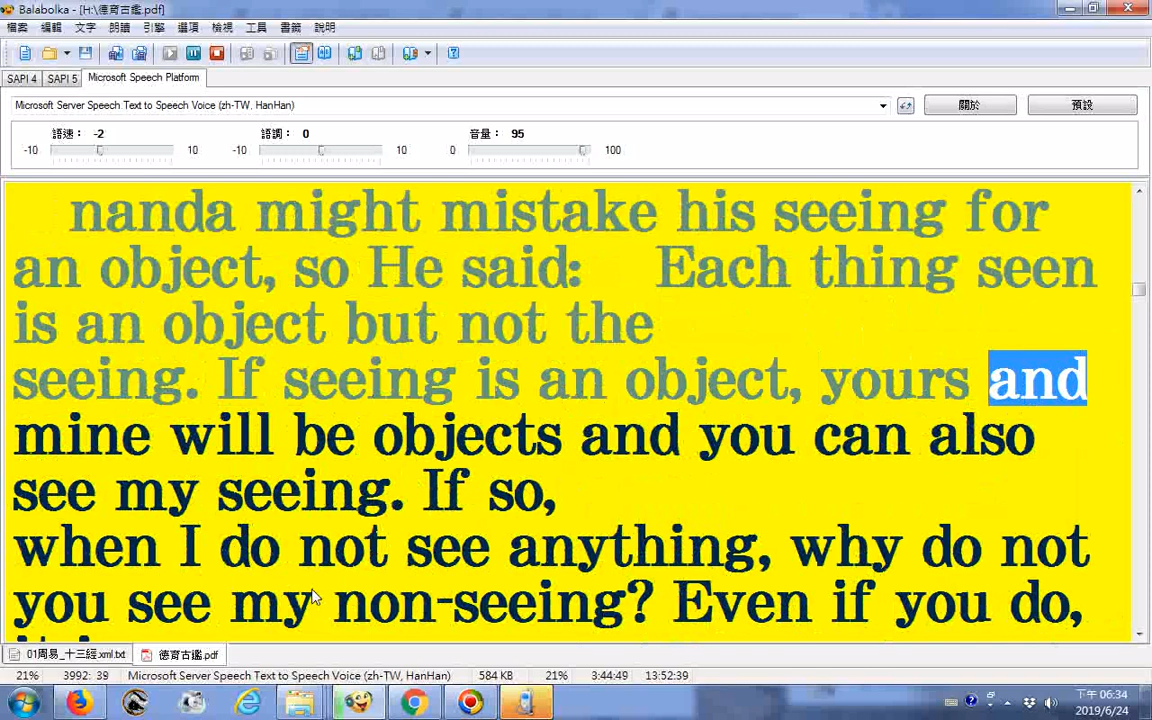 Balabolka - [H:\德育古鑑.pdf]
檔案 編輯 文字 朗讀 引擎 選項 檢視 工具 書籤 說明
SAPI 4 SAPI 5 Microsoft Speech Platform
Microsoft Server Speech Text to Speech Voice (zh-TW, HanHan) 關於 預設
語速： -2 語調： 0 音量： 95
-10 10 -10 10 0 100
nanda might mistake his seeing for
an object, so He said: Each thing seen
is an object but not the
seeing. If seeing is an object, yours and
mine will be objects and you can also
see my seeing. If so,
when I do not see anything, why do not
you see my non-seeing? Even if you do,
01周易_十三經.xml.txt 德育古鑑.pdf
21% 3992: 39 Microsoft Server Speech Text to Speech Voice (zh-TW, HanHan) 584 KB 21% 3:44:49 13:52:39
下午 06:34
2019/6/24